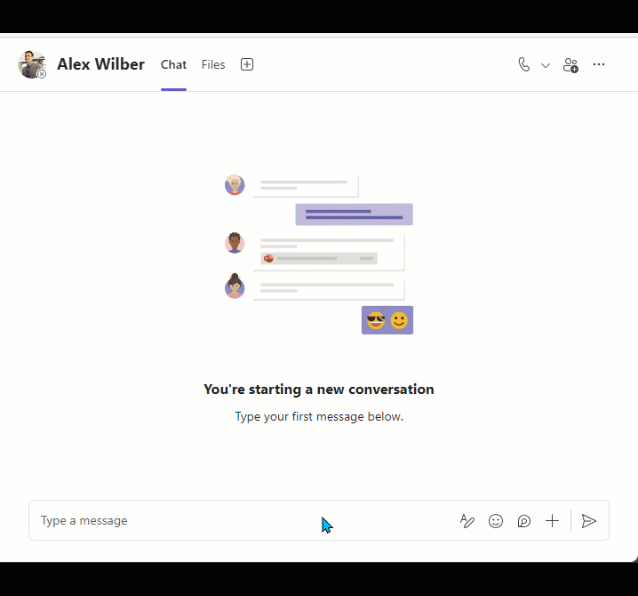 Alex Wilber Chat Files
You're starting a new conversation
Type your first message below.
Type a message